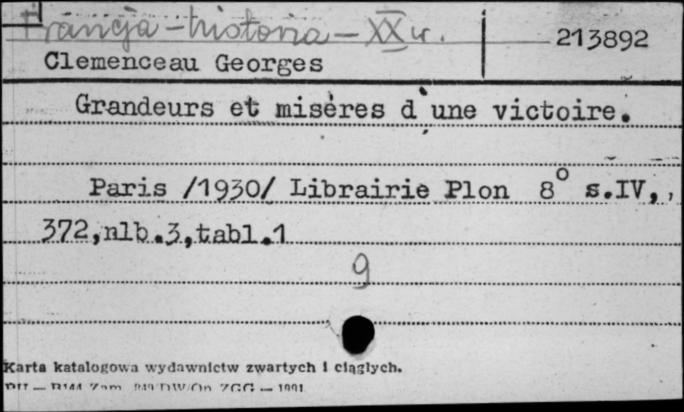 Francja - historia - XX w.
213892
Clemenceau Georges
Grandeurs et misères d'une victoire.
Paris /1930/ Librairie Plon 8° s.IV,,
372,nlb.3,tabl.1
9
Karta katalogowa wydawnictw zwartych i ciągłych.